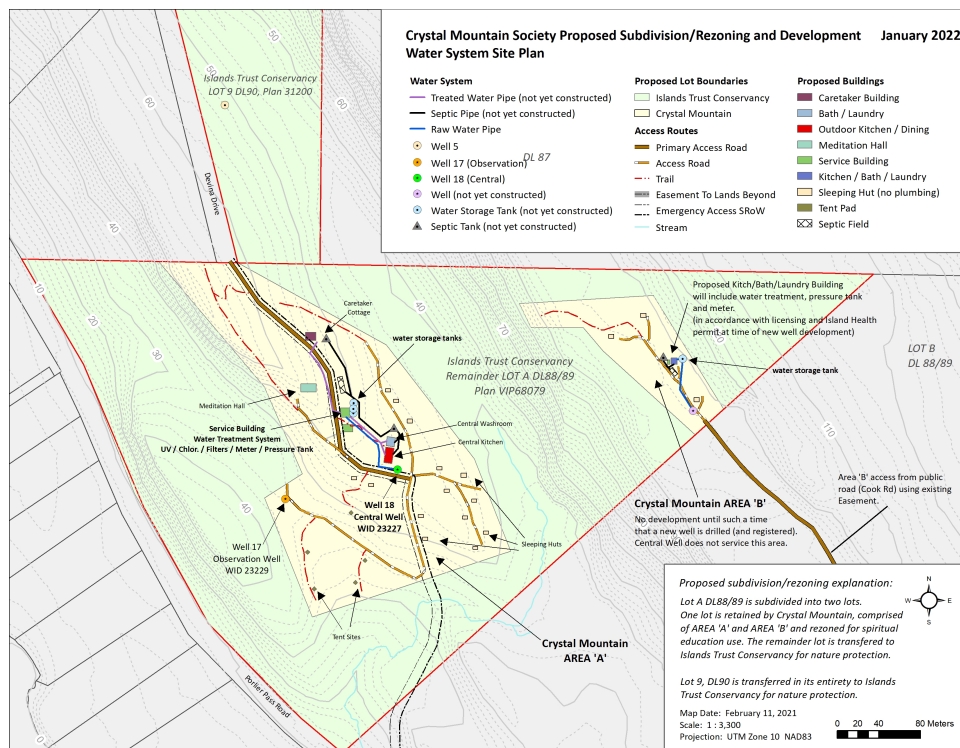 Crystal Mountain Society Proposed Subdivision/Rezoning and Development January 2022
Water System Site Plan
Water System
Treated Water Pipe (not yet constructed)
Septic Pipe (not yet constructed)
Raw Water Pipe
Well 5
Well 17 (Observation)
Well 18 (Central)
Well (not yet constructed)
Water Storage Tank (not yet constructed)
Septic Tank (not yet constructed)
Proposed Lot Boundaries
Islands Trust Conservancy
Crystal Mountain
Access Routes
Primary Access Road
Access Road
Trail
Easement To Lands Beyond
Emergency Access SRoW
Stream
Proposed Buildings
Caretaker Building
Bath / Laundry
Outdoor Kitchen / Dining
Meditation Hall
Service Building
Kitchen / Bath / Laundry
Sleeping Hut (no plumbing)
Tent Pad
Septic Field
DL 87
Islands Trust Conservancy
LOT 9 DL90, Plan 31200
50
50
60
60
Devina Drive
40
10
20
30
40
40
70
110
110
0
Caretaker
Cottage
water storage tanks
Islands Trust Conservancy
Remainder LOT A DL88/89
Plan VIP68079
Meditation Hall
Service Building
Water Treatment System
UV / Chlor. / Filters / Meter / Pressure Tank
Central Washroom
Central Kitchen
Well 18
Central Well
WID 23227
Well 17
Observation Well
WID 23229
Sleeping Huts
Tent Sites
Crystal Mountain
AREA 'A'
Porlier Pass Road
Proposed Kitch/Bath/Laundry Building
will include water treatment, pressure tank
and meter.
(in accordance with licensing and Island Health
permit at time of new well development)
water storage tank
LOT B
DL 88/89
Crystal Mountain AREA 'B'
No development until such a time
that a new well is drilled (and registered).
Central Well does not service this area.
Area 'B' access from public
road (Cook Rd) using existing
Easement.
Proposed subdivision/rezoning explanation:
Lot A DL88/89 is subdivided into two lots.
One lot is retained by Crystal Mountain, comprised
of AREA 'A' and AREA 'B' and rezoned for spiritual
education use. The remainder lot is transfered to
Islands Trust Conservancy for nature protection.
Lot 9, DL90 is transferred in its entirety to Islands
Trust Conservancy for nature protection.
N
W
E
S
Map Date: February 11, 2021
Scale: 1 : 3,300
Projection: UTM Zone 10 NAD83
0 20 40 80 Meters